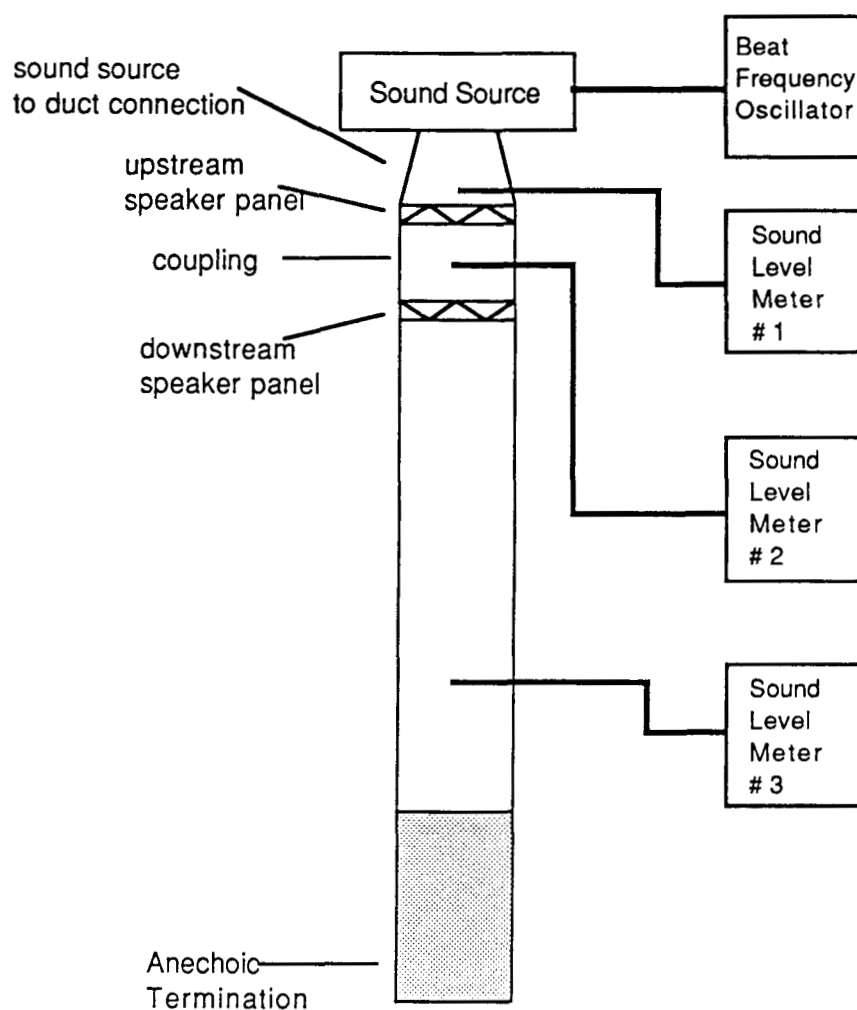 sound source
to duct connection
Sound Source
Beat
Frequency
Oscillator
upstream
speaker panel
coupling
downstream
speaker panel
Sound
Level
Meter
# 1
Sound
Level
Meter
# 2
Sound
Level
Meter
# 3
Anechoic
Termination